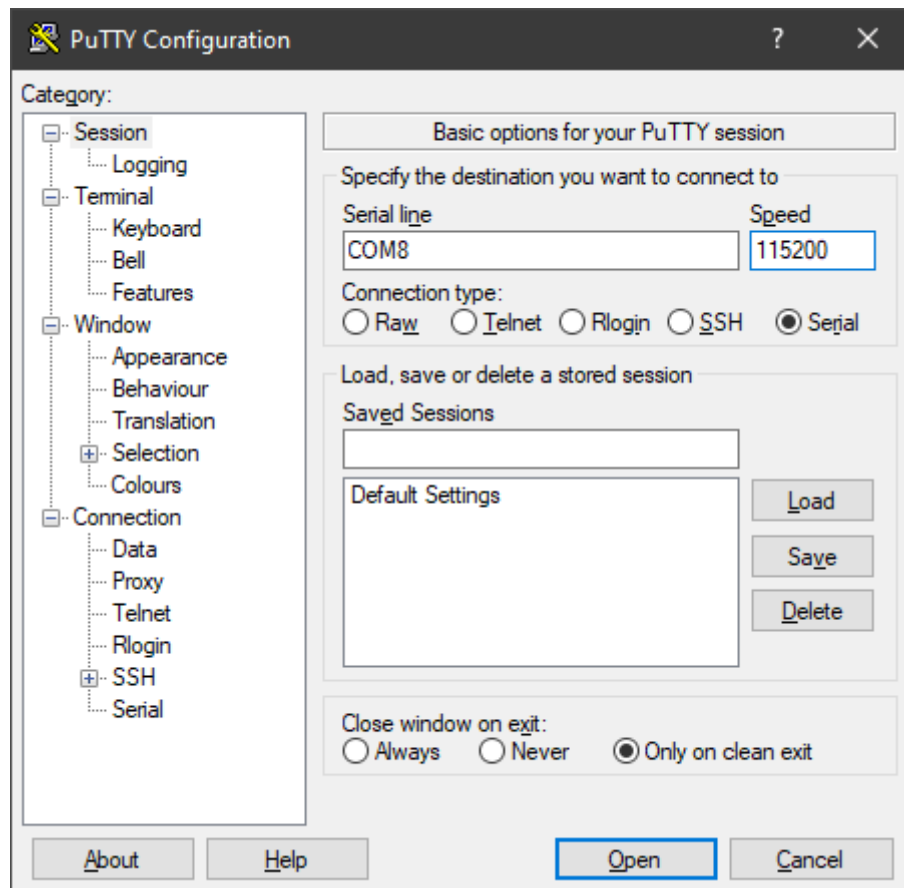 PuTTY Configuration
?
Category:
Session
Logging
Terminal
Keyboard
Bell
Features
Window
Appearance
Behaviour
Translation
Selection
Colours
Connection
Data
Proxy
Telnet
Rlogin
SSH
Serial
Basic options for your PuTTY session
Specify the destination you want to connect to
Serial line Speed
COM8 115200
Connection type:
Raw Telnet Rlogin SSH Serial
Load, save or delete a stored session
Saved Sessions
Default Settings
Load
Save
Delete
Close window on exit:
Always Never Only on clean exit
About Help Open Cancel